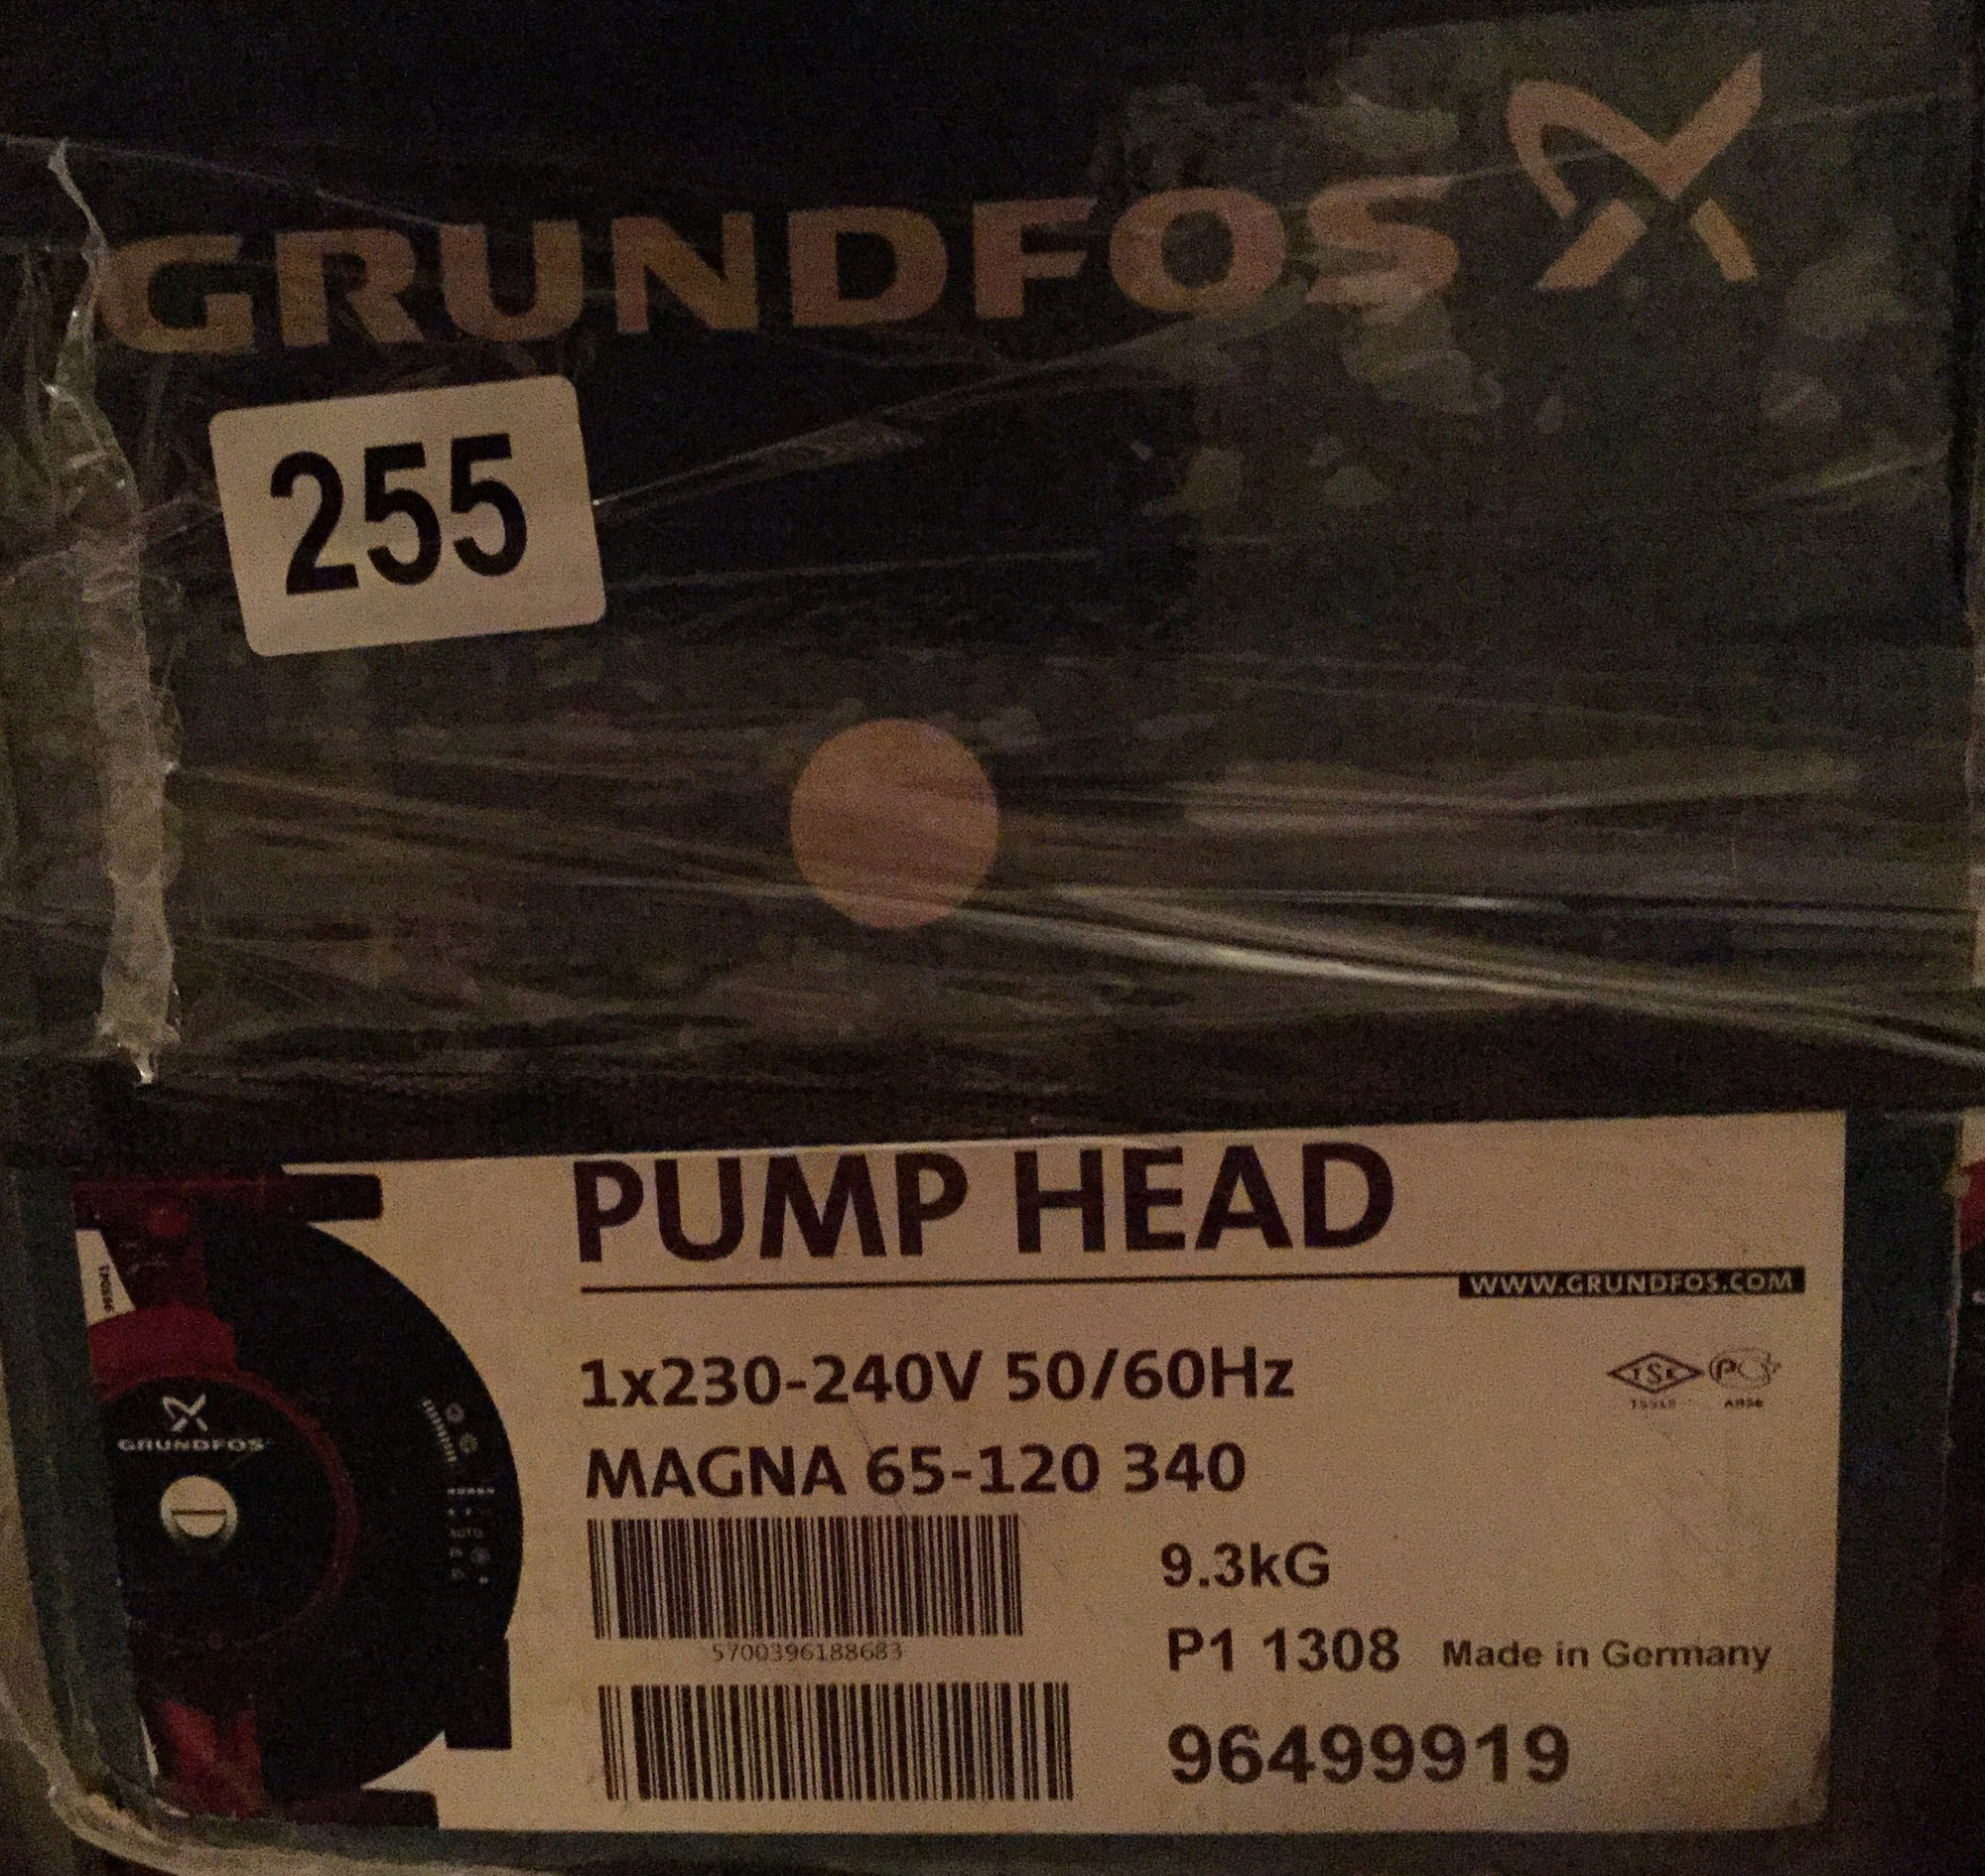 GRUNDFOS
255
PUMP HEAD
WWW.GRUNDFOS.COM
1x230-240V 50/60Hz
TSE
MAGNA 65-120 340
GRUNDFOS
AUTO
9.3kG
5700396188683
P1 1308 Made in Germany
96499919